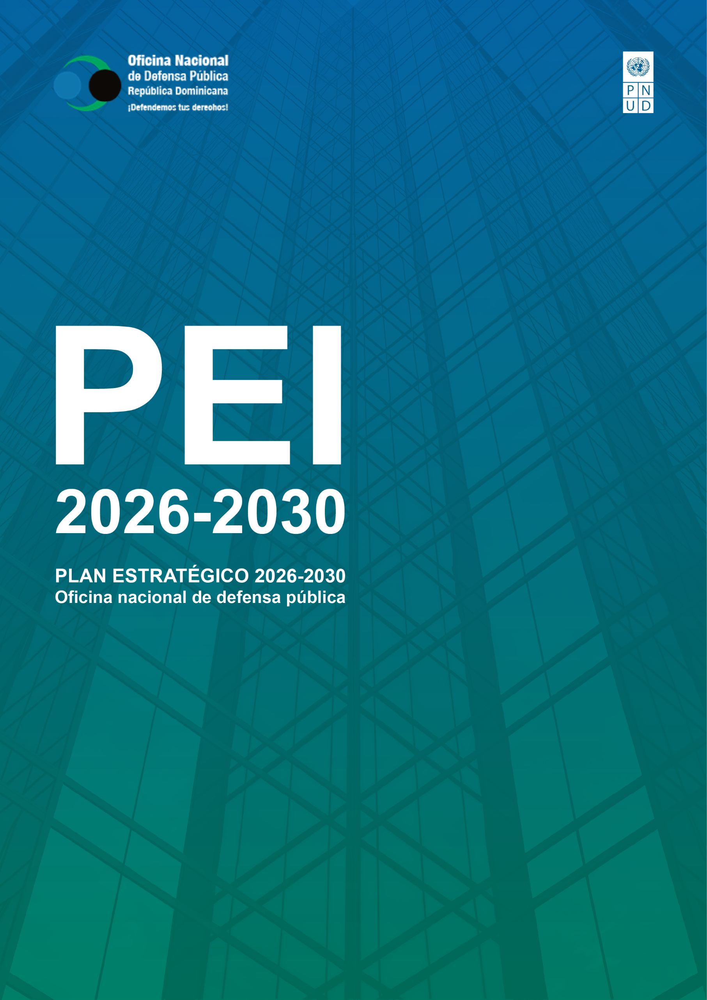 Oficina Nacional
de Defensa Pública
República Dominicana
¡Defendemos tus derechos!
P N
U D
PEI
2026-2030
PLAN ESTRATÉGICO 2026-2030
Oficina nacional de defensa pública